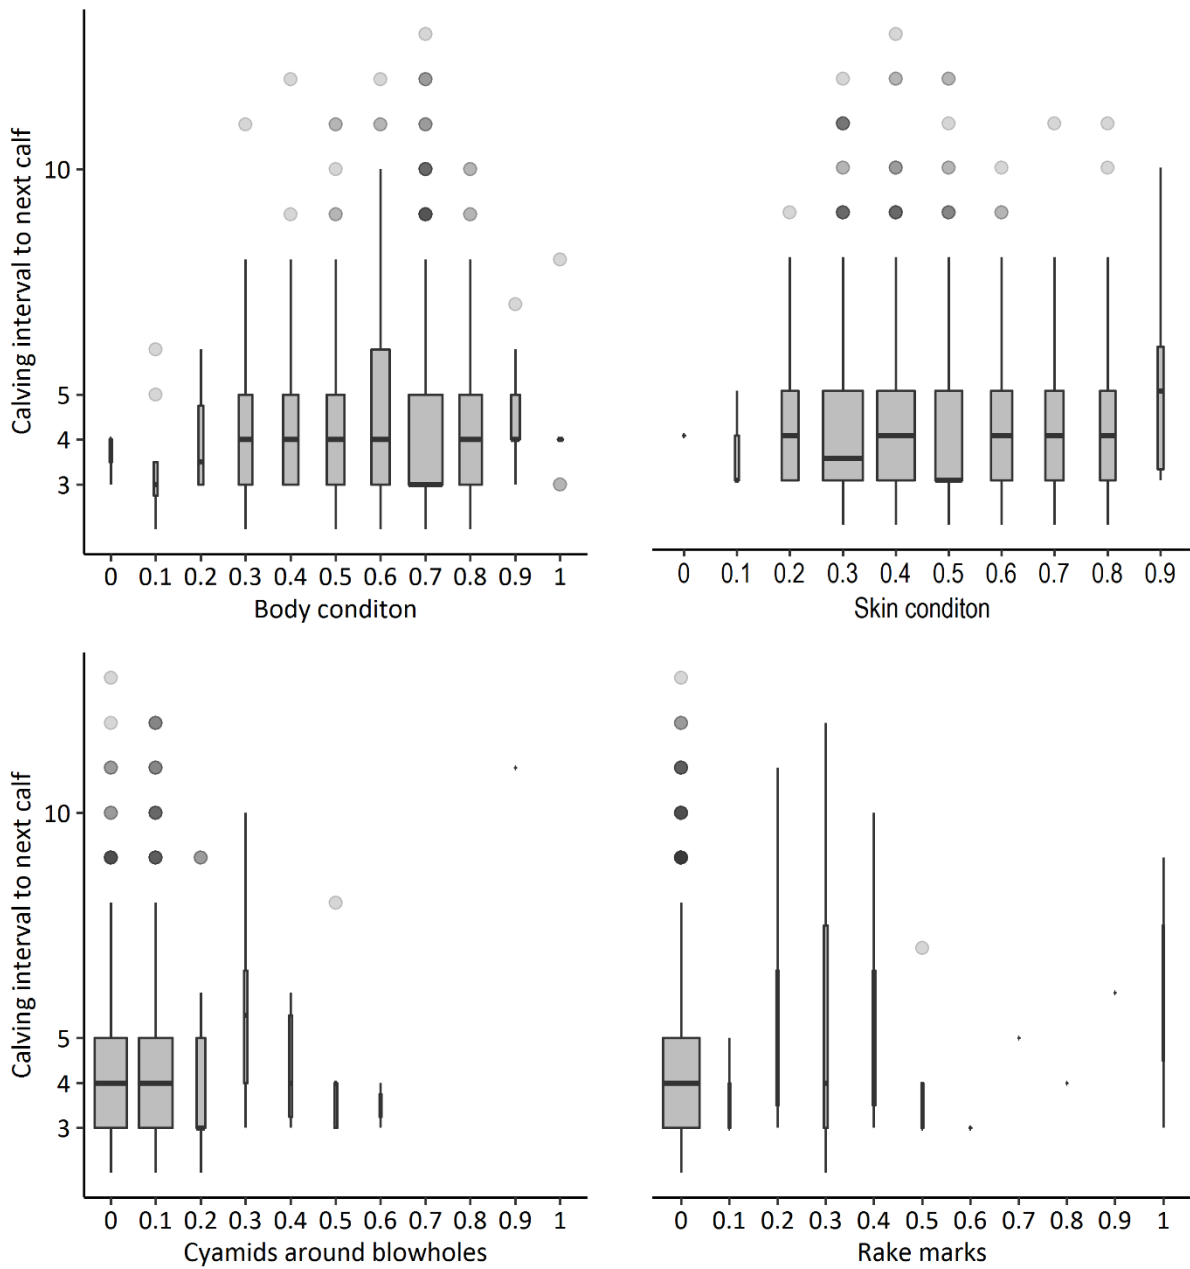 Calving interval to next calf
10
5
4
3
0 0.1 0.2 0.3 0.4 0.5 0.6 0.7 0.8 0.9 1
Body conditon
0 0.1 0.2 0.3 0.4 0.5 0.6 0.7 0.8 0.9
Skin conditon
Calving interval to next calf
10
5
4
3
0 0.1 0.2 0.3 0.4 0.5 0.6 0.7 0.8 0.9 1
Cyamids around blowholes
0 0.1 0.2 0.3 0.4 0.5 0.6 0.7 0.8 0.9 1
Rake marks